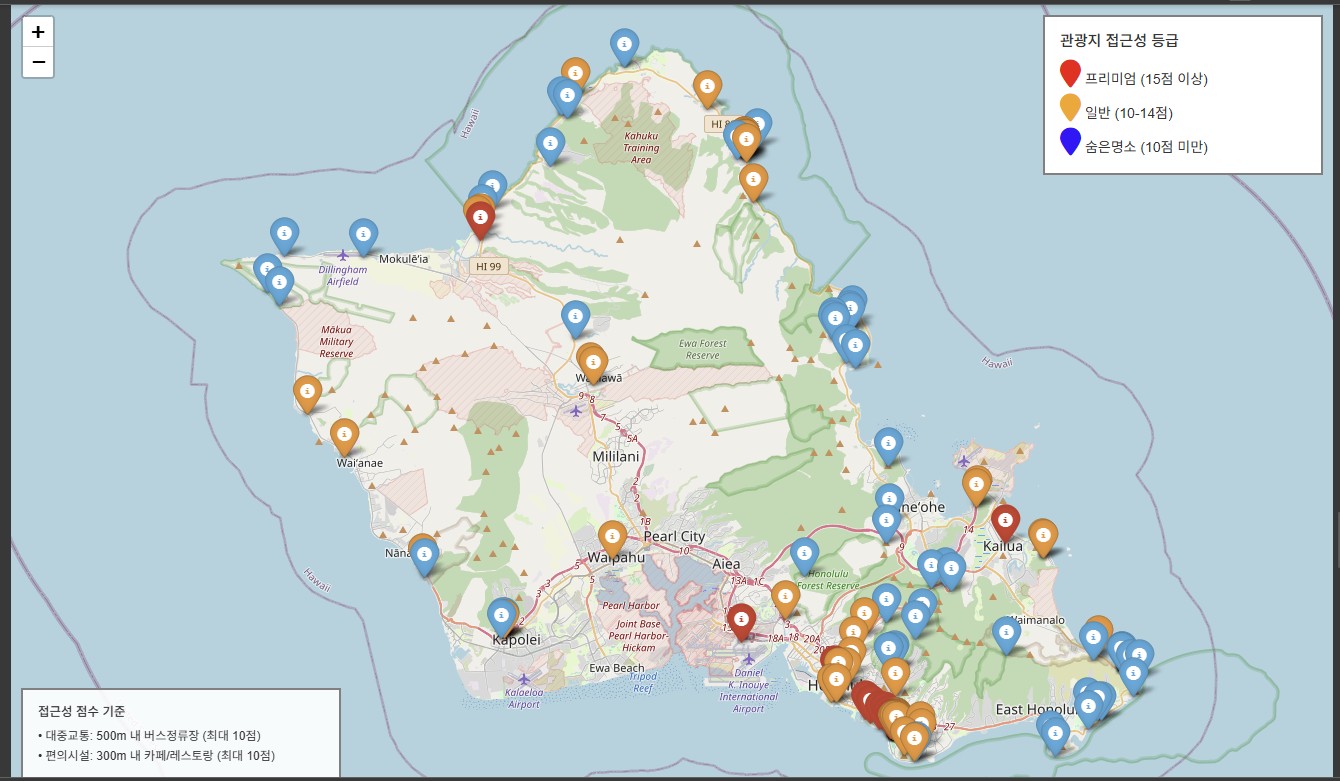 +
−
관광지 접근성 등급
프리미엄 (15점 이상)
일반 (10-14점)
숨은명소 (10점 미만)
Hawaii
Kahuku
Training
Area
HI
Mokulē'ia
Dillingham
Airfield
HI 99
Mākua
Military
Reserve
Ewa Forest
Reserve
Hawaii
9
8
7
5
5A
Mililani
2
2
Wai'anae
1B
Pearl City
10
Waipahu
Aiea
14
Kailua
9
13A
1C
Honolulu
Forest Reserve
Hawaii
5
3
5
3
2
Pearl Harbor
Joint Base
Pearl Harbor-
Hickam
3
18A
18
20A
Waimanalo
Kapolei
Ewa Beach
Tripod
Reef
Kalaeloa
Airport
Daniel
K. Inouye
International
Airport
East Honolu
27
접근성 점수 기준
• 대중교통: 500m 내 버스정류장 (최대 10점)
• 편의시설: 300m 내 카페/레스토랑 (최대 10점)